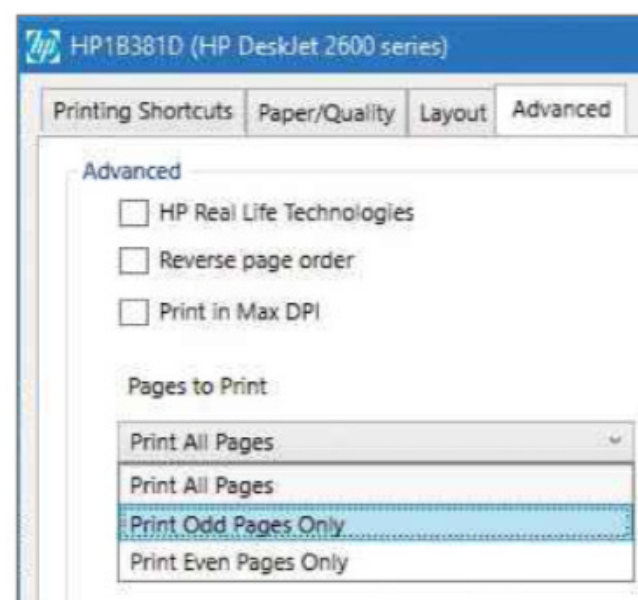 hp HP1B381D (HP DeskJet 2600 series)
Printing Shortcuts Paper/Quality Layout Advanced
Advanced
HP Real Life Technologies
Reverse page order
Print in Max DPI
Pages to Print
Print All Pages
Print All Pages
Print Odd Pages Only
Print Even Pages Only